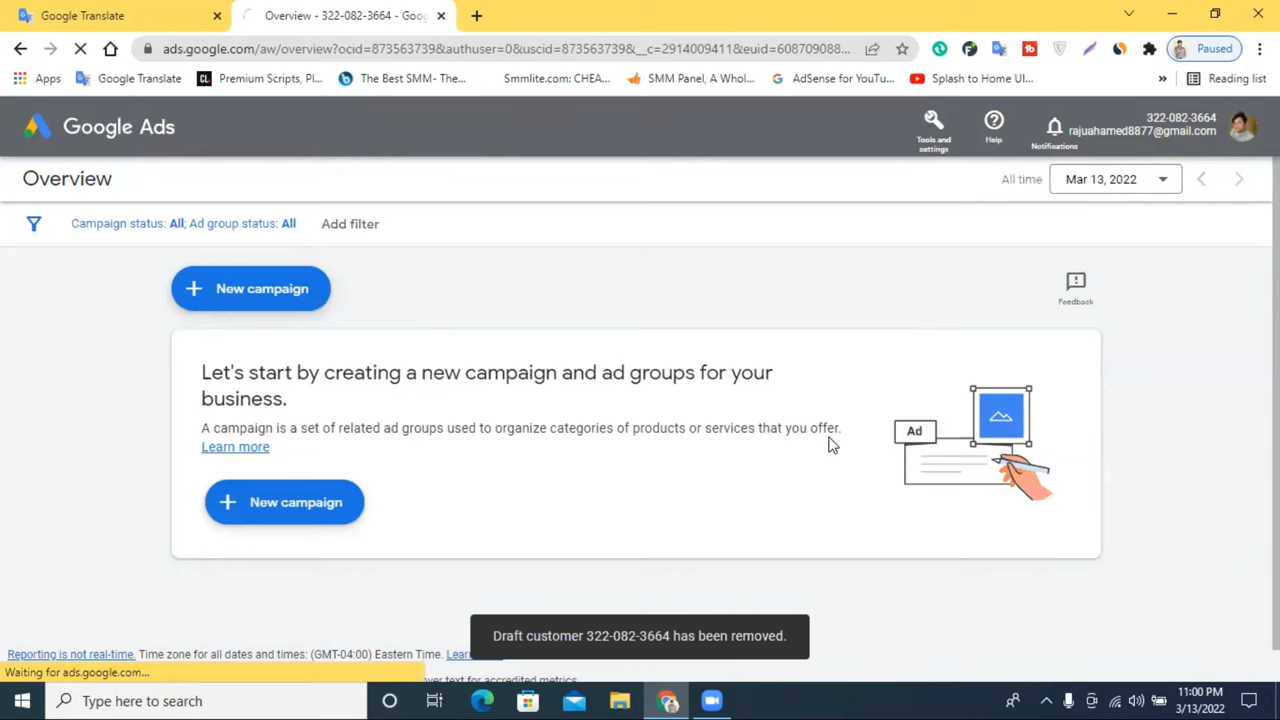 Google Translate
Overview - 322-082-3664 - Goo
ads.google.com/aw/overview?ocid=873563739&authuser=0&uscid=873563739&__c=2914009411&euid=608709088...
Paused
Apps
Google Translate
Premium Scripts, Pl...
The Best SMM- The...
Smmlite.com: CHEA...
SMM Panel, A Whol...
AdSense for YouTu...
Splash to Home UI...
»
Reading list
Google Ads
Tools and
settings
Help
Notifications
322-082-3664
rajuahamed8877@gmail.com
Overview
All time
Mar 13, 2022
Campaign status: All; Ad group status: All
Add filter
+ New campaign
Feedback
Let's start by creating a new campaign and ad groups for your
business.
A campaign is a set of related ad groups used to organize categories of products or services that you offer.
Learn more
Ad
+ New campaign
Draft customer 322-082-3664 has been removed.
Reporting is not real-time. Time zone for all dates and times: (GMT-04:00) Eastern Time. Lear
Waiting for ads.google.com...
over text for accredited metrics.
Type here to search
11:00 PM
3/13/2022